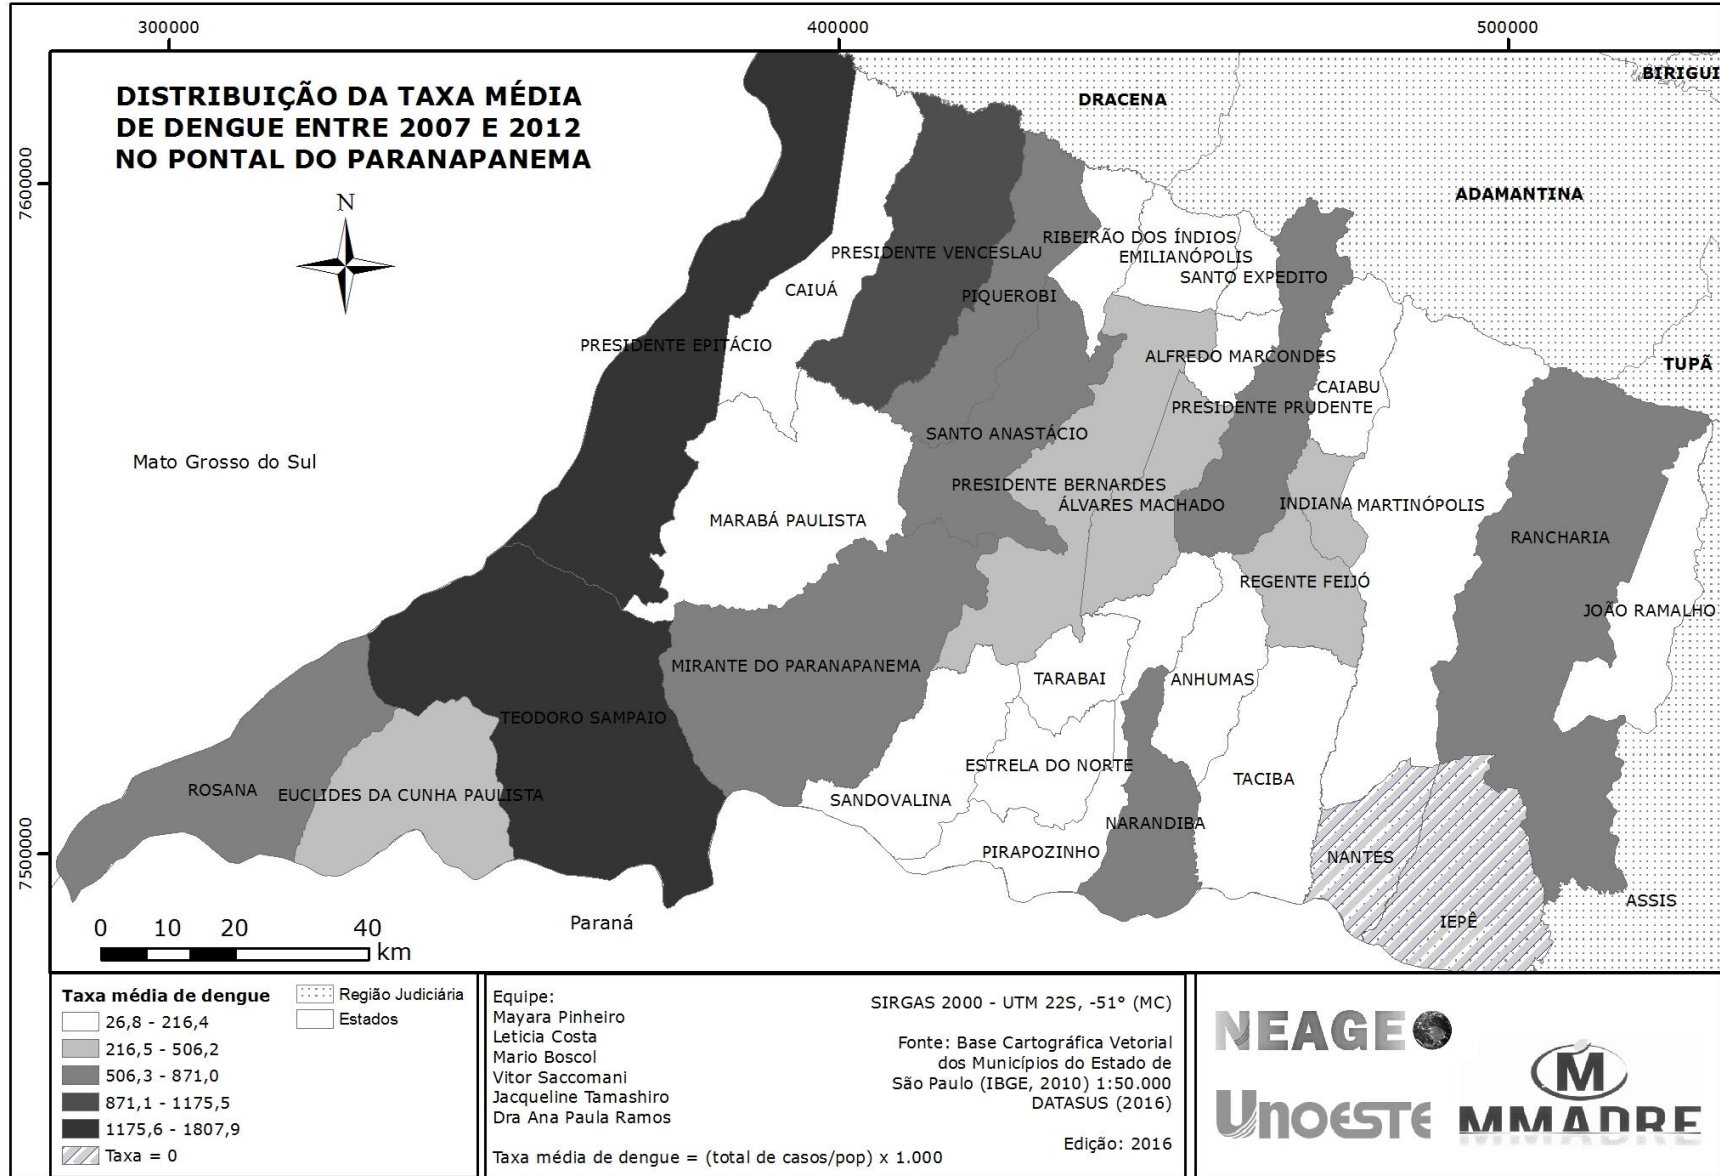 300000
400000
500000
DISTRIBUIÇÃO DA TAXA MÉDIA
DE DENGUE ENTRE 2007 E 2012
NO PONTAL DO PARANAPANEMA
BIRIGUI
DRACENA
7600000
ADAMANTINA
N
RIBEIRÃO DOS ÍNDIOS
PRESIDENTE VENCESLAU
EMILIANÓPOLIS
SANTO EXPEDITO
CAIUÁ
PIQUEROBI
PRESIDENTE EPITÁCIO
ALFREDO MARCONDES
TUPÃ
CAIABU
PRESIDENTE PRUDENTE
SANTO ANASTÁCIO
Mato Grosso do Sul
PRESIDENTE BERNARDES
ÁLVARES MACHADO
INDIANA
MARTINÓPOLIS
MARABÁ PAULISTA
RANCHARIA
REGENTE FEIJÓ
JOÃO RAMALHO
MIRANTE DO PARANAPANEMA
TARABAI
ANHUMAS
TEODORO SAMPAIO
ESTRELA DO NORTE
TACIBA
ROSANA
EUCLIDES DA CUNHA PAULISTA
SANDOVALINA
NARANDIBA
7500000
PIRAPOZINHO
NANTES
ASSIS
Paraná
IEPÊ
0 10 20 40
km
Taxa média de dengue
26,8 - 216,4
216,5 - 506,2
506,3 - 871,0
871,1 - 1175,5
1175,6 - 1807,9
Taxa = 0
Região Judiciária
Estados
Equipe:
Mayara Pinheiro
Leticia Costa
Mario Boscol
Vitor Saccomani
Jacqueline Tamashiro
Dra Ana Paula Ramos
Taxa média de dengue = (total de casos/pop) x 1.000
SIRGAS 2000 - UTM 22S, -51° (MC)
Fonte: Base Cartográfica Vetorial
dos Municípios do Estado de
São Paulo (IBGE, 2010) 1:50.000
DATASUS (2016)
Edição: 2016
NEAGEO
UNOESTE
M
MMADRE